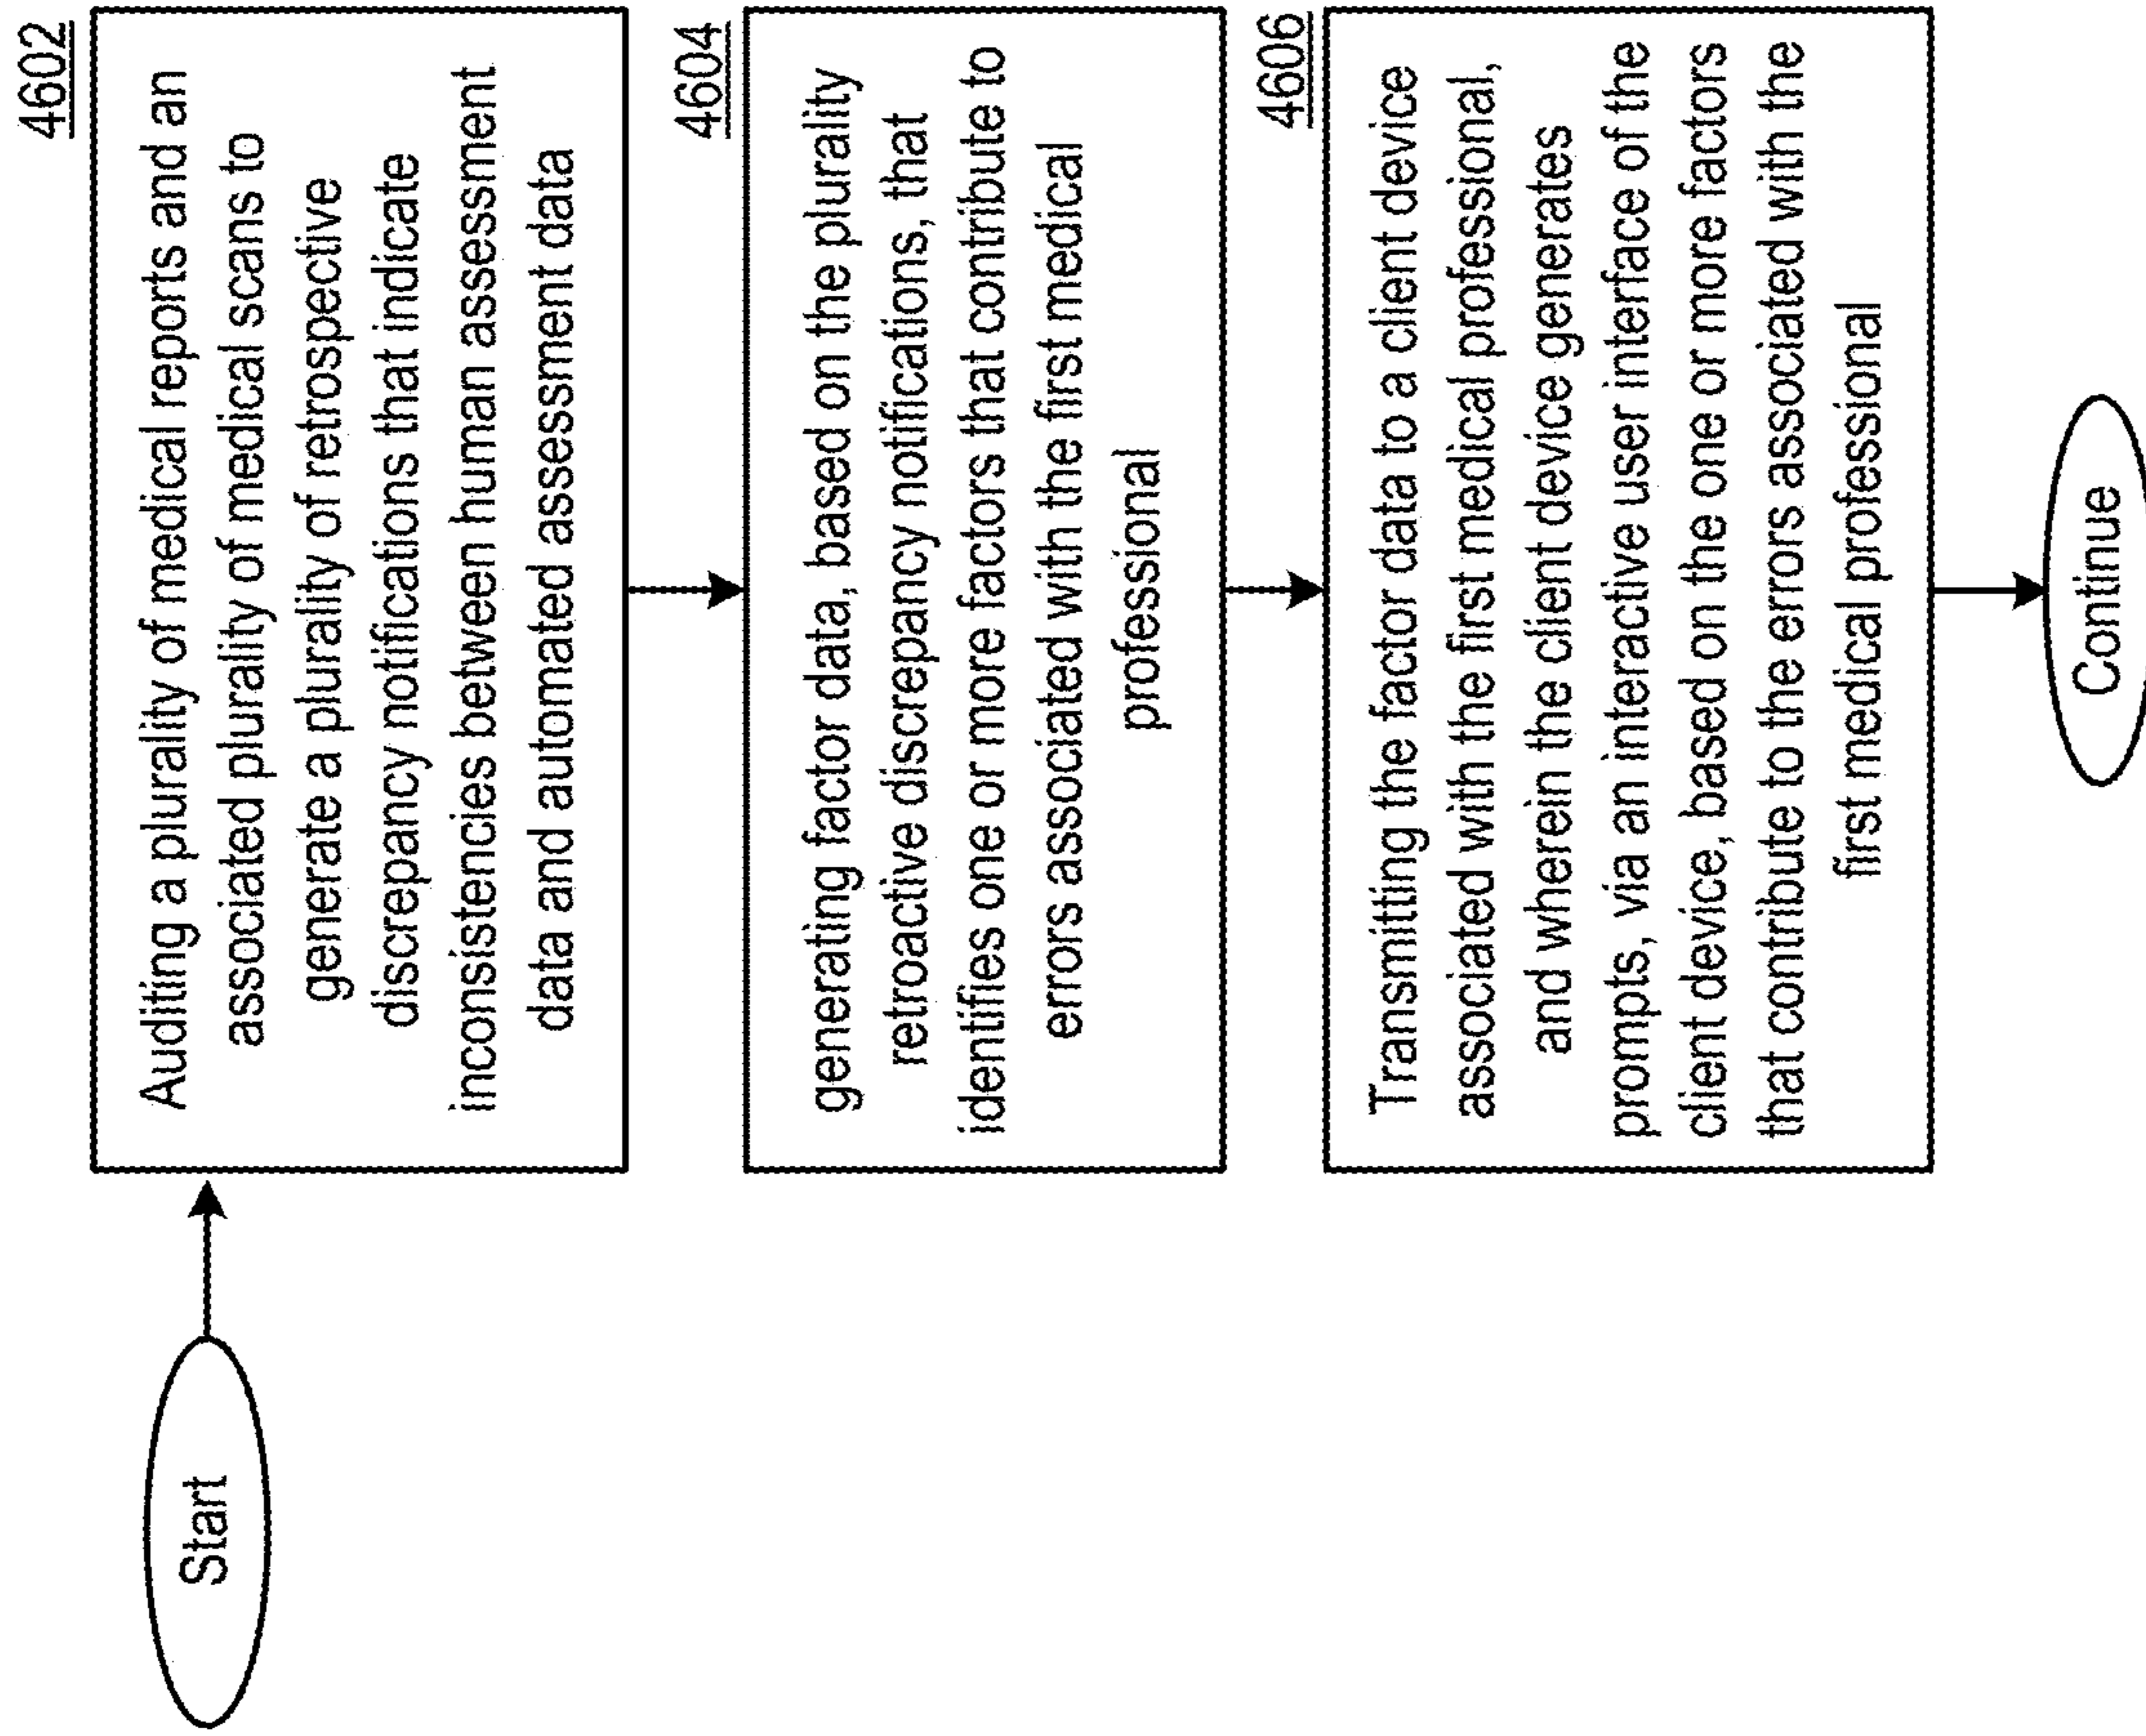 Start
4602
Auditing a plurality of medical reports and an
associated plurality of medical scans to
generate a plurality of retrospective
discrepancy notifications that indicate
inconsistencies between human assessment
data and automated assessment data
4604
generating factor data, based on the plurality
retroactive discrepancy notifications, that
identifies one or more factors that contribute to
errors associated with the first medical
professional
4606
Transmitting the factor data to a client device
associated with the first medical professional,
and wherein the client device generates
prompts, via an interactive user interface of the
client device, based on the one or more factors
that contribute to the errors associated with the
first medical professional
Continue